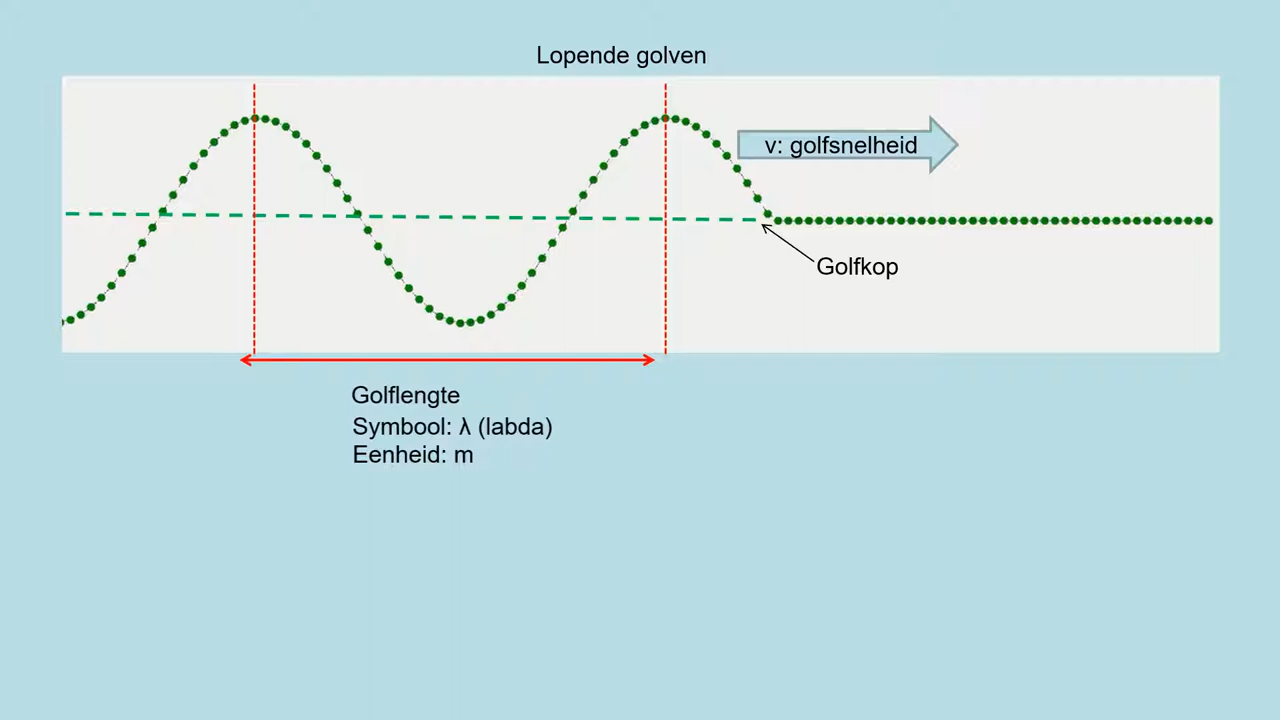 Lopende golven
v: golfsnelheid
Golfkop
Golflengte
Symbool: λ (labda)
Eenheid: m